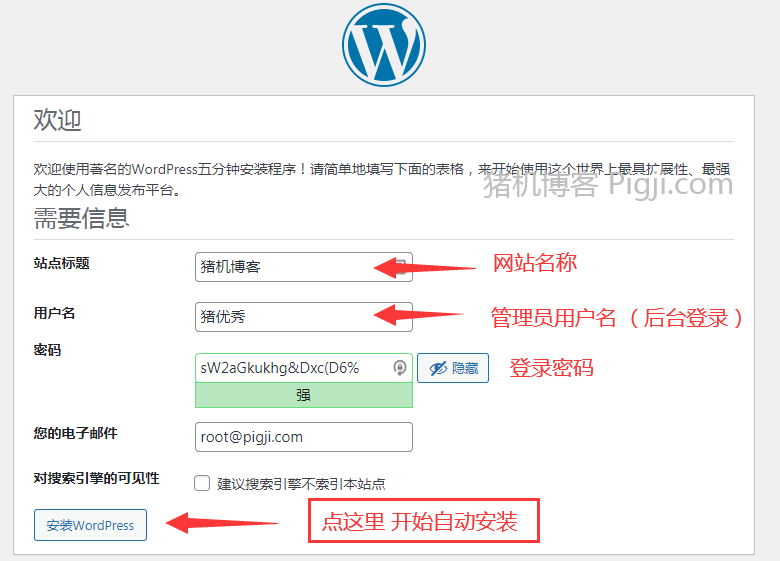 欢迎
欢迎使用著名的WordPress五分钟安装程序！请简单地填写下面的表格，来开始使用这个世界上最具扩展性、最强
大的个人信息发布平台。
猪机博客 Pigji.com
需要信息
站点标题
猪机博客
网站名称
用户名
猪优秀
管理员用户名 （后台登录）
密码
sW2aGkukhg&Dxc(D6%
隐藏
登录密码
强
您的电子邮件
root@pigji.com
对搜索引擎的可见性
建议搜索引擎不索引本站点
安装WordPress
点这里 开始自动安装